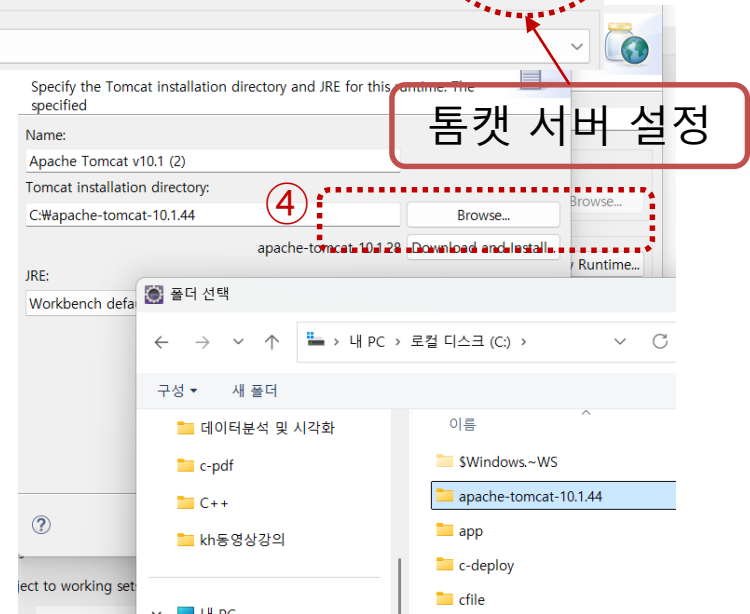 Specify the Tomcat installation directory and JRE for this runtime. The
specified
톰캣 서버 설정
Name:
Apache Tomcat v10.1 (2)
Tomcat installation directory:
④
C:₩apache-tomcat-10.1.44
Browse...
Browse...
apache-tomcat-10.1.28
Download and Install...
Runtime...
JRE:
Workbench defa
폴더 선택
내 PC > 로컬 디스크 (C:) >
구성
새 폴더
이름
데이터분석 및 시각화
c-pdf
C++
kh동영상강의
내 PC
$Windows.~WS
apache-tomcat-10.1.44
app
c-deploy
cfile
ject to working set